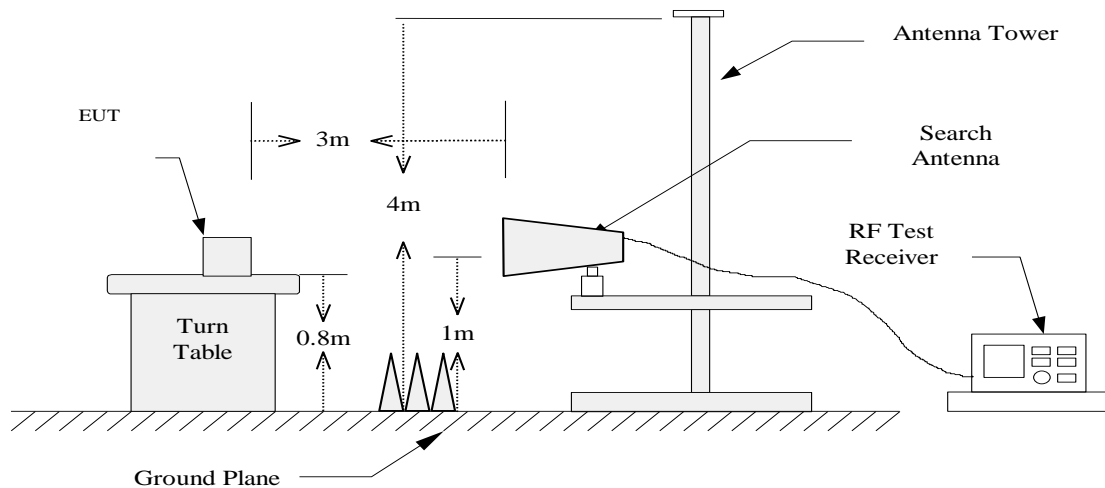 Antenna Tower
EUT
3m
Search
Antenna
4m
RF Test
Receiver
Turn
Table
0.8m
1m
Ground Plane